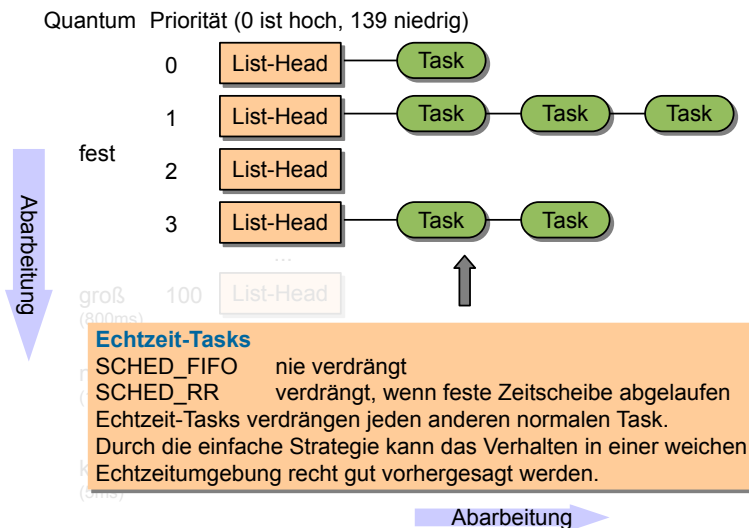 Quantum Priorität (0 ist hoch, 139 niedrig)
0 List-Head Task
1 List-Head Task Task Task
fest
2 List-Head
3 List-Head Task Task
Abarbeitung
...
groß 100 List-Head
(800ms)
Echtzeit-Tasks
SCHED_FIFO nie verdrängt
SCHED_RR verdrängt, wenn feste Zeitscheibe abgelaufen
Echtzeit-Tasks verdrängen jeden anderen normalen Task.
Durch die einfache Strategie kann das Verhalten in einer weichen
Echtzeitumgebung recht gut vorhergesagt werden.
(5ms)
Abarbeitung